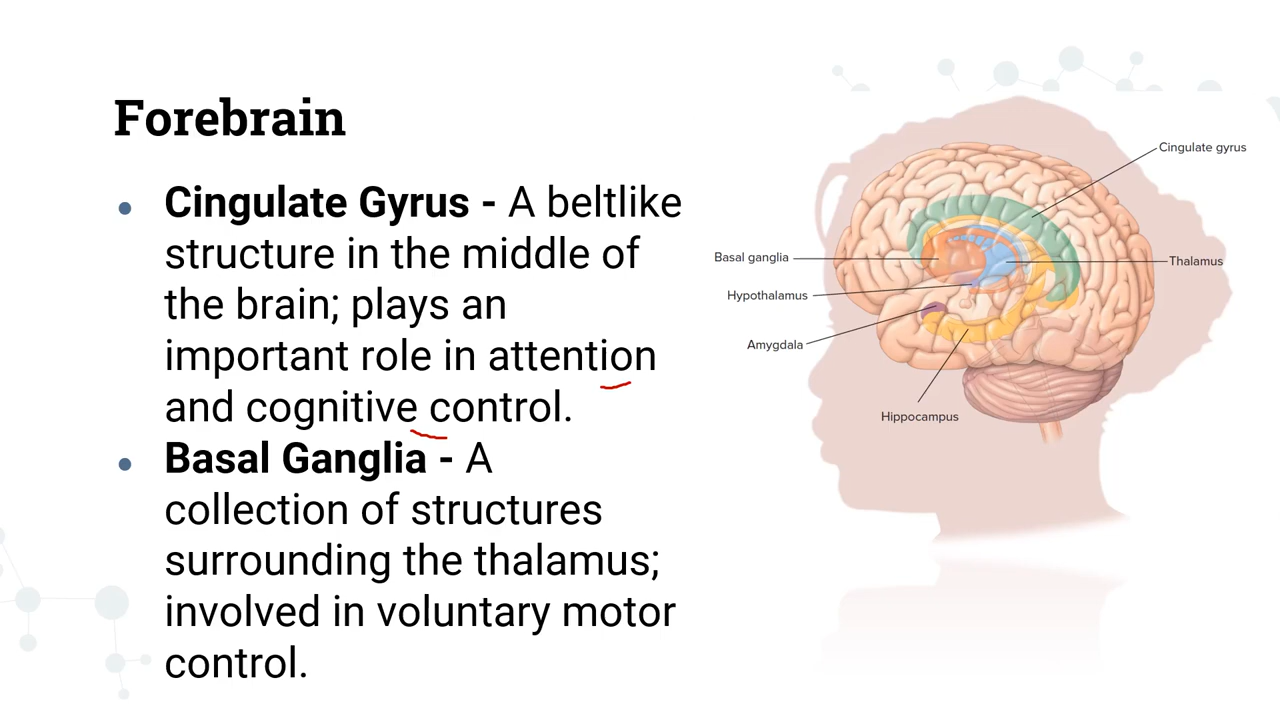 Forebrain
• Cingulate Gyrus - A beltlike
structure in the middle of
the brain; plays an
important role in attention
and cognitive control.
• Basal Ganglia - A
collection of structures
surrounding the thalamus;
involved in voluntary motor
control.
Cingulate gyrus
Basal ganglia
Thalamus
Hypothalamus
Amygdala
Hippocampus